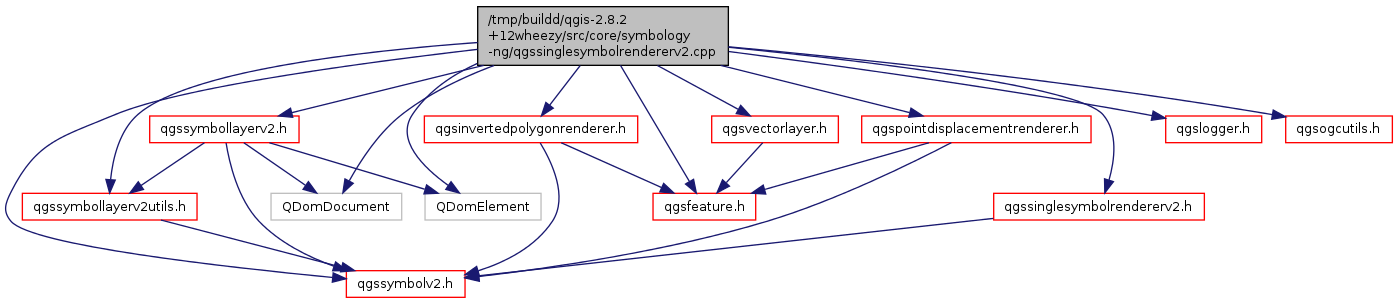 /tmp/buildd/qgis-2.8.2
+12wheezy/src/core/symbology
-ng/qgssinglesymbolrendererv2.cpp
qgssymbollayerv2.h
qgsinvertedpolygonrenderer.h
qgsvectorlayer.h
qgspointdisplacementrenderer.h
qgslogger.h
qgsogcutils.h
qgssymbollayerv2utils.h
QDomDocument
QDomElement
qgsfeature.h
qgssinglesymbolrendererv2.h
qgssymbolv2.h